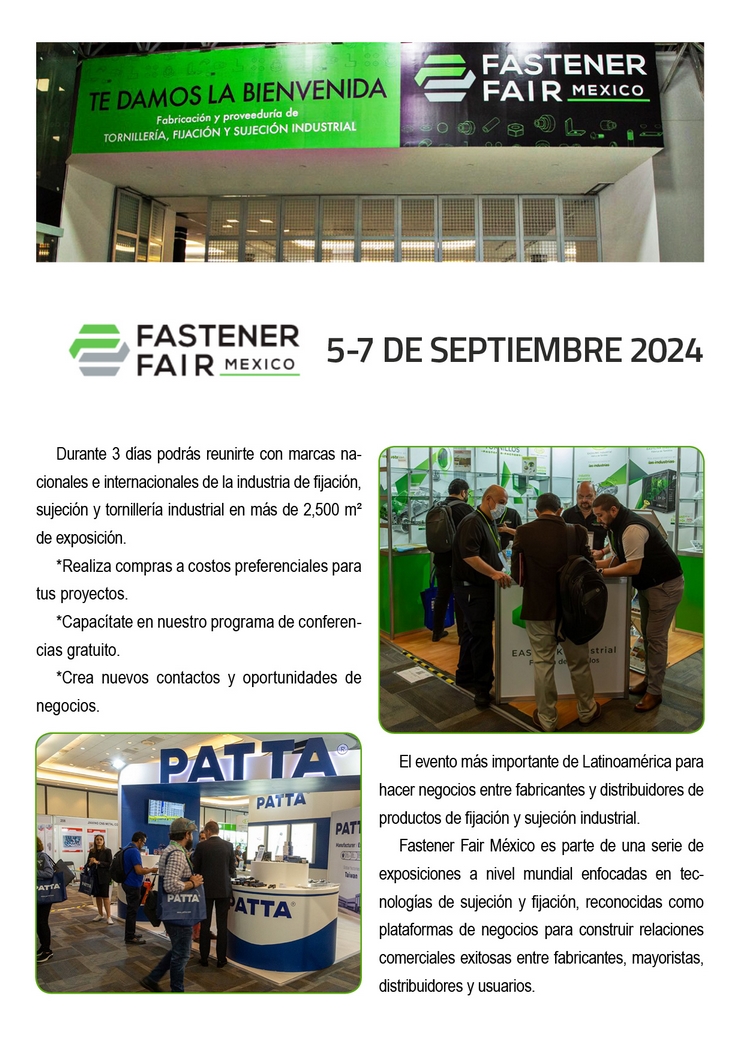 TE DAMOS LA BIENVENIDA
Fabricación y proveeduría de
TORNILLERÍA, FIJACIÓN Y SUJECIÓN INDUSTRIAL
FASTENER
FAIR MEXICO
FASTENER
FAIR MEXICO
5-7 DE SEPTIEMBRE 2024
Durante 3 días podrás reunirte con marcas na-
cionales e internacionales de la industria de fijación,
sujeción y tornillería industrial en más de 2,500 m²
de exposición.
*Realiza compras a costos preferenciales para
tus proyectos.
*Capacítate en nuestro programa de conferen-
cias gratuito.
*Crea nuevos contactos y oportunidades de
negocios.
TORNILLOS
PATTA
PATTA
PATTA
PATTA
PATTA
Taiwan
El evento más importante de Latinoamérica para
hacer negocios entre fabricantes y distribuidores de
productos de fijación y sujeción industrial.
Fastener Fair México es parte de una serie de
exposiciones a nivel mundial enfocadas en tec-
nologías de sujeción y fijación, reconocidas como
plataformas de negocios para construir relaciones
comerciales exitosas entre fabricantes, mayoristas,
distribuidores y usuarios.